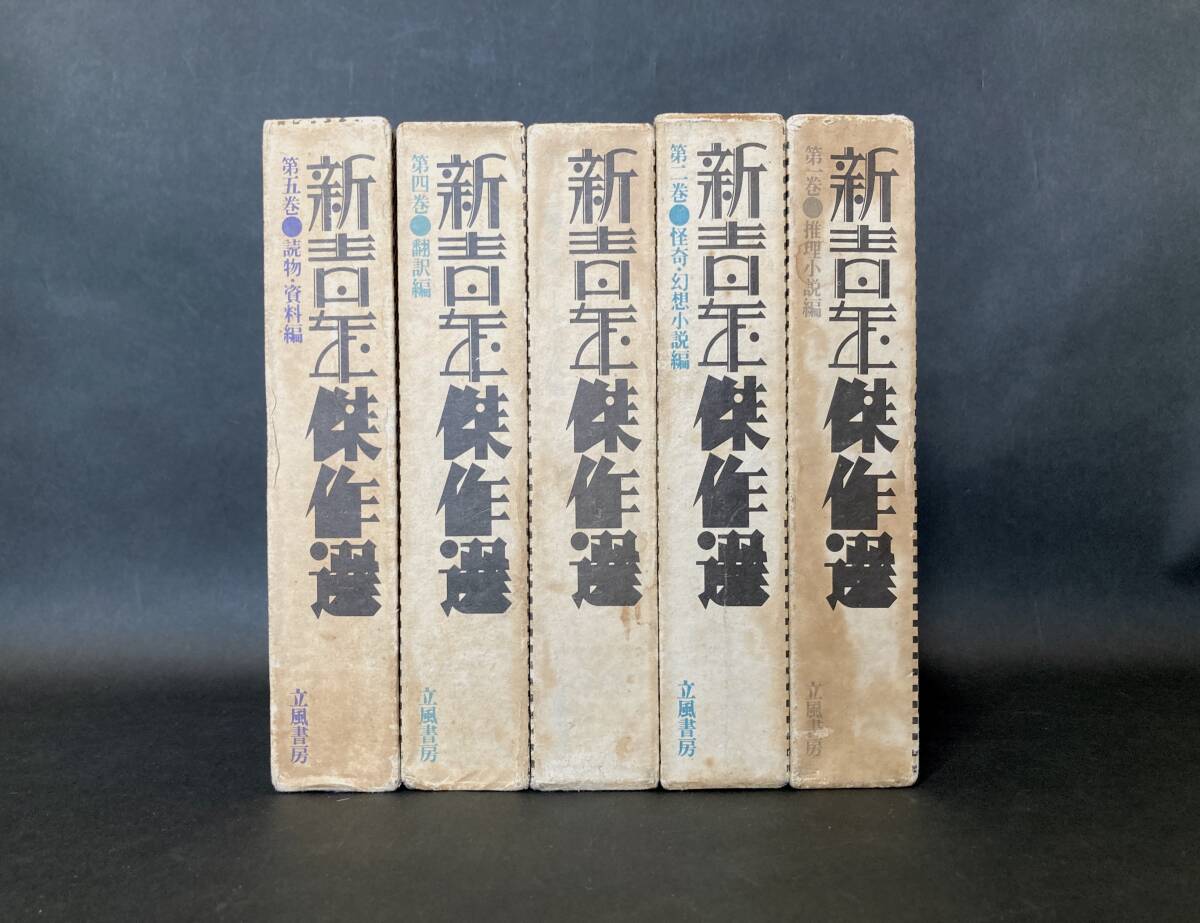 新青年傑作選
第一巻●推理小説編
立風書房
新青年傑作選
第二巻●怪奇・幻想小説編
立風書房
新青年傑作選
新青年傑作選
第四巻●翻訳編
立風書房
新青年傑作選
第五巻●読物・資料編
立風書房